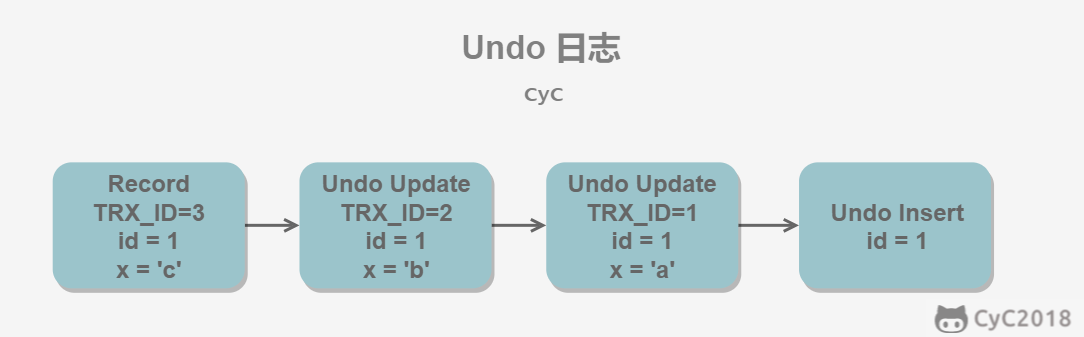 Undo 日志
CyC
Record
TRX_ID=3
id = 1
x = 'c'
Undo Update
TRX_ID=2
id = 1
x = 'b'
Undo Update
TRX_ID=1
id = 1
x = 'a'
Undo Insert
id = 1
CyC2018